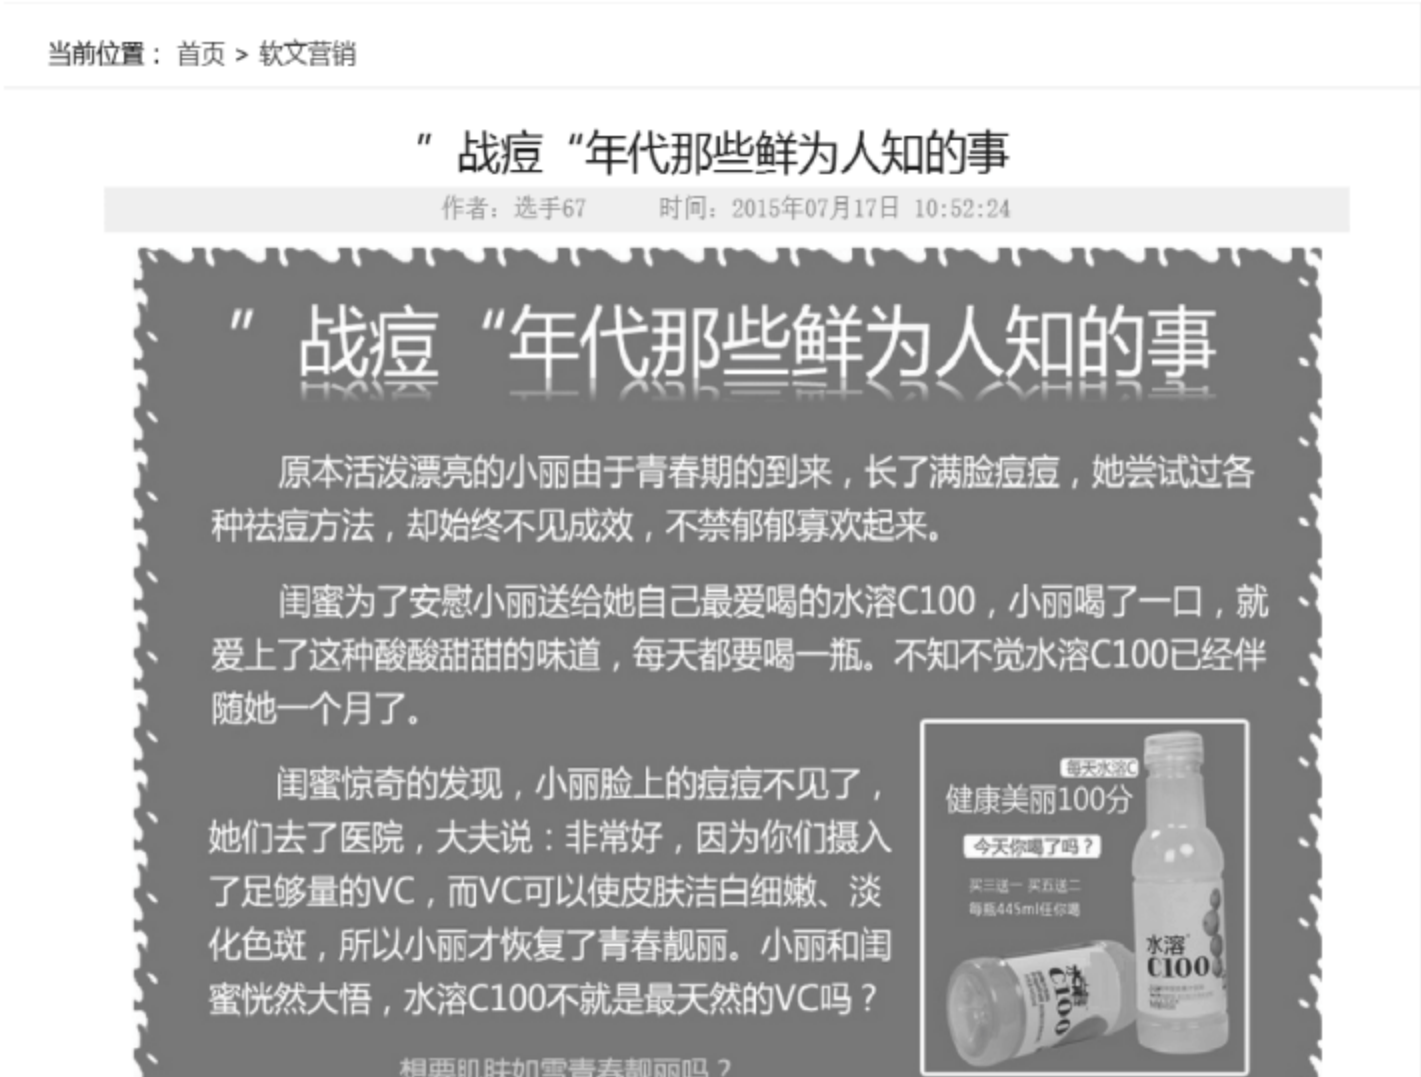 当前位置： 首页 > 软文营销
”战痘“年代那些鲜为人知的事
作者：选手67 时间：2015年07月17日 10:52:24
”战痘“年代那些鲜为人知的事
原本活泼漂亮的小丽由于青春期的到来，长了满脸痘痘，她尝试过各
种祛痘方法，却始终不见成效，不禁郁郁寡欢起来。
闺蜜为了安慰小丽送给她自己最爱喝的水溶C100，小丽喝了一口，就
爱上了这种酸酸甜甜的味道，每天都要喝一瓶。不知不觉水溶C100已经伴
随她一个月了。
闺蜜惊奇的发现，小丽脸上的痘痘不见了，
她们去了医院，大夫说：非常好，因为你们摄入
了足够量的VC，而VC可以使皮肤洁白细嫩、淡
化色斑，所以小丽才恢复了青春靓丽。小丽和闺
蜜恍然大悟，水溶C100不就是最天然的VC吗？
想要肌肤如雪青春靓丽吗？
每天水溶C
健康美丽100分
今天你喝了吗？
买三送一 买五送二
每瓶445ml任你喝
水溶
C100
水溶
C100